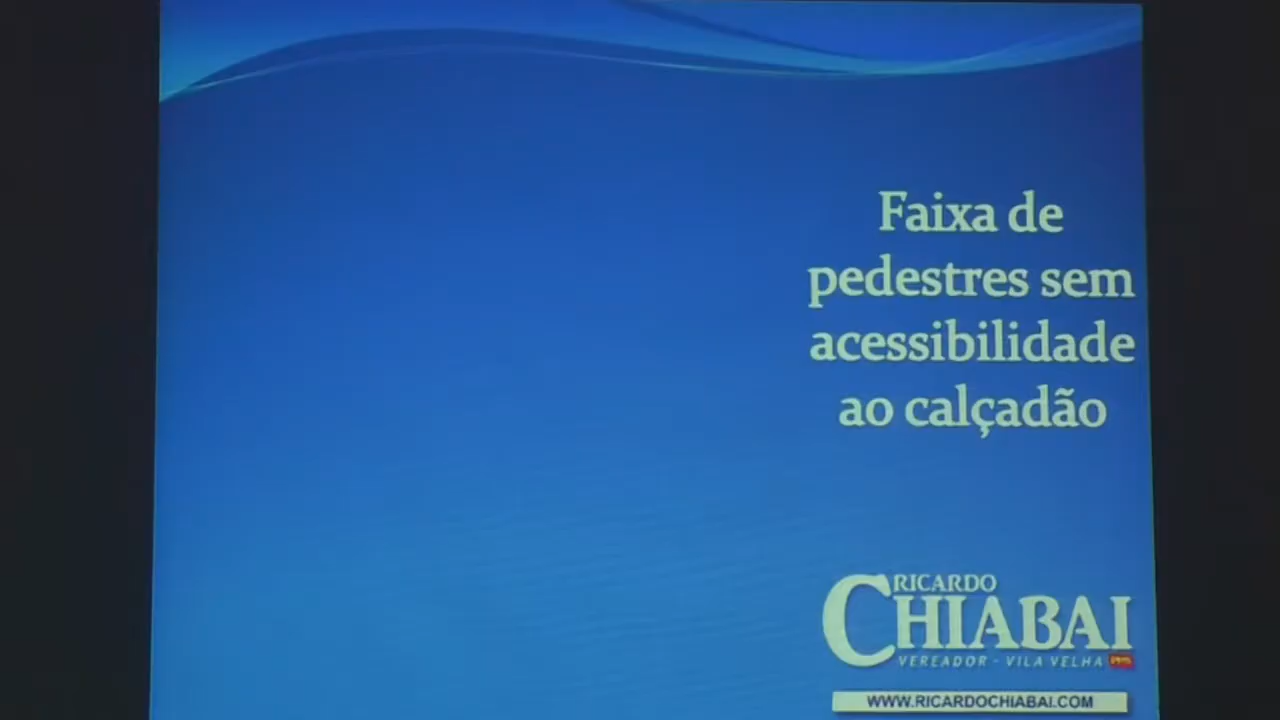 Faixa de
pedestres sem
acessibilidade
ao calçadão
RICARDO
CHIABAI
VEREADOR - VILA VELHA
WWW.RICARDOCHIABAI.COM